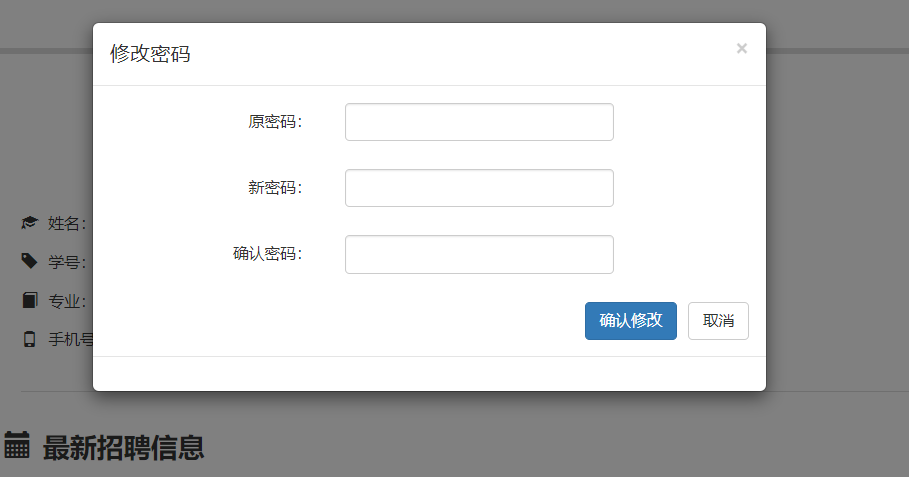 修改密码
×
原密码：
新密码：
确认密码：
确认修改 取消
姓名：
学号：
专业：
手机号
最新招聘信息